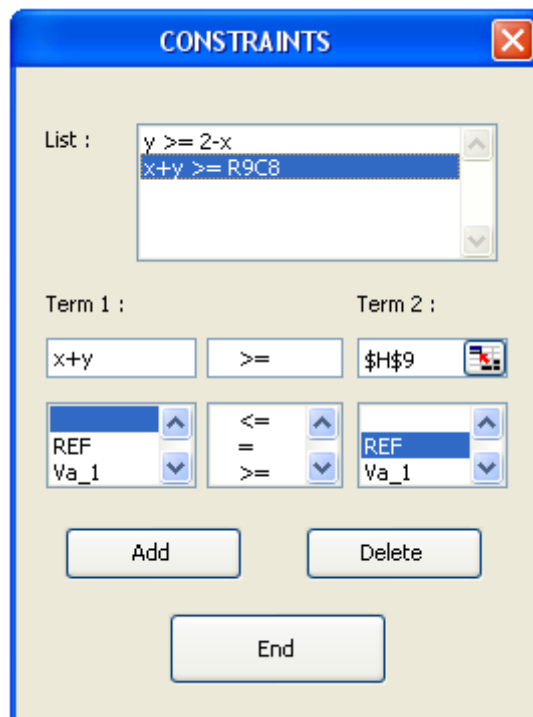 CONSTRAINTS
List :
y >= 2-x
x+y >= R9C8
Term 1 :
Term 2 :
x+y
>=
$H$9
REF
Va_1
<=
=
>=
REF
Va_1
Add
Delete
End